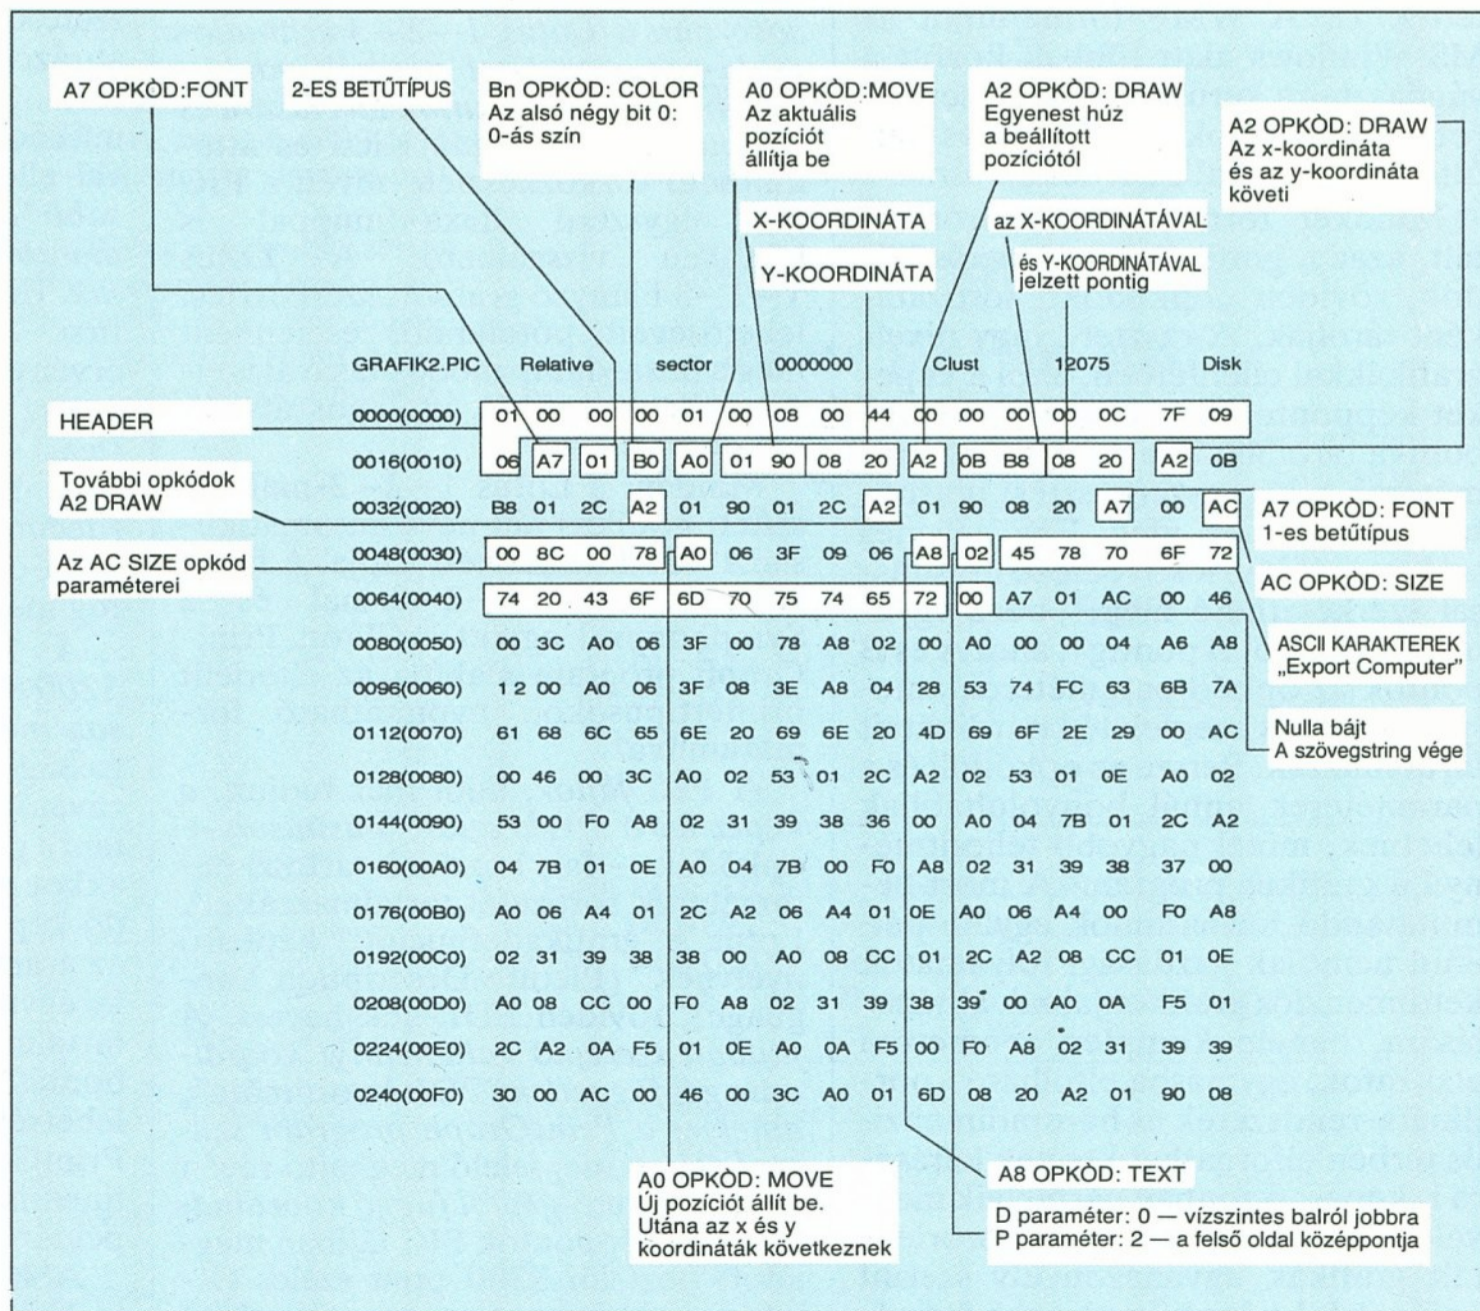 A7 OPKÒD:FONT
2-ES BETŰTÍPUS
Bn OPKÒD: COLOR
Az alsó négy bit 0:
0-ás szín
A0 OPKÒD:MOVE
Az aktuális
pozíciót
állítja be
A2 OPKÒD: DRAW
Egyenest húz
a beállított
pozíciótól
A2 OPKÒD: DRAW
Az x-koordináta
és az y-koordináta
követi
X-KOORDINÁTA
Y-KOORDINÁTA
az X-KOORDINÁTÁVAL
és Y-KOORDINÁTÁVAL
jelzett pontig
GRAFIK2.PIC Relative sector 0000000 Clust 12075 Disk
HEADER
További opkódok
A2 DRAW
Az AC SIZE opkód
paraméterei
0000(0000) 01 00 00 00 01 00 08 00 44 00 00 00 00 0C 7F 09
0016(0010) 06 A7 01 B0 A0 01 90 08 20 A2 0B B8 08 20 A2 0B
0032(0020) B8 01 2C A2 01 90 01 2C A2 01 90 08 20 A7 00 AC
0048(0030) 00 8C 00 78 A0 06 3F 09 06 A8 02 45 78 70 6F 72
0064(0040) 74 20 43 6F 6D 70 75 74 65 72 00 A7 01 AC 00 46
0080(0050) 00 3C A0 06 3F 00 78 A8 02 00 A0 00 00 04 A6 A8
0096(0060) 1 2 00 A0 06 3F 08 3E A8 04 28 53 74 FC 63 6B 7A
0112(0070) 61 68 6C 65 6E 20 69 6E 20 4D 69 6F 2E 29 00 AC
0128(0080) 00 46 00 3C A0 02 53 01 2C A2 02 53 01 0E A0 02
0144(0090) 53 00 F0 A8 02 31 39 38 36 00 A0 04 7B 01 2C A2
0160(00A0) 04 7B 01 0E A0 04 7B 00 F0 A8 02 31 39 38 37 00
0176(00B0) A0 06 A4 01 2C A2 06 A4 01 0E A0 06 A4 00 F0 A8
0192(00C0) 02 31 39 38 38 00 A0 08 CC 01 2C A2 08 CC 01 0E
0208(00D0) A0 08 CC 00 F0 A8 02 31 39 38 39 00 A0 0A F5 01
0224(00E0) 2C A2 0A F5 01 0E A0 0A F5 00 F0 A8 02 31 39 39
0240(00F0) 30 00 AC 00 46 00 3C A0 01 6D 08 20 A2 01 90 08
A7 OPKÒD: FONT
1-es betűtípus
AC OPKÒD: SIZE
ASCII KARAKTEREK
„Export Computer”
Nulla bájt
A szövegstring vége
A0 OPKÒD: MOVE
Új pozíciót állít be.
Utána az x és y
koordináták következnek
A8 OPKÒD: TEXT
D paraméter: 0 — vízszintes balról jobbra
P paraméter: 2 — a felső oldal középpontja